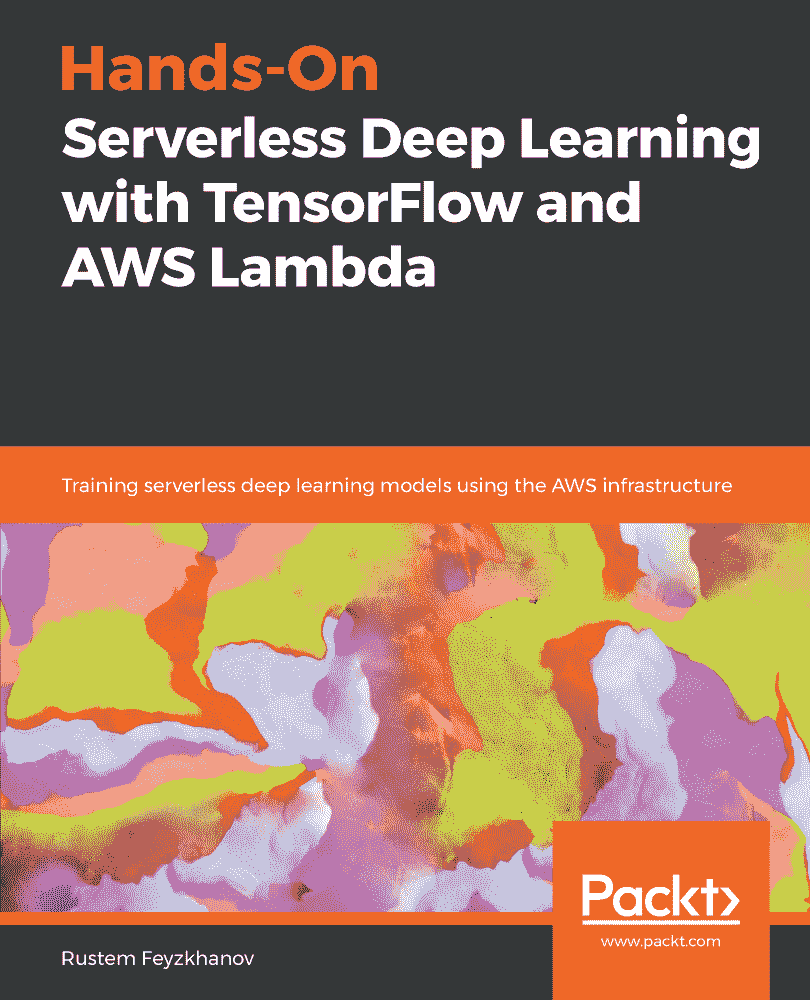 Hands-On
Serverless Deep Learning
with TensorFlow and
AWS Lambda
Training serverless deep learning models using the AWS infrastructure
Packt>
www.packt.com
Rustem Feyzkhanov